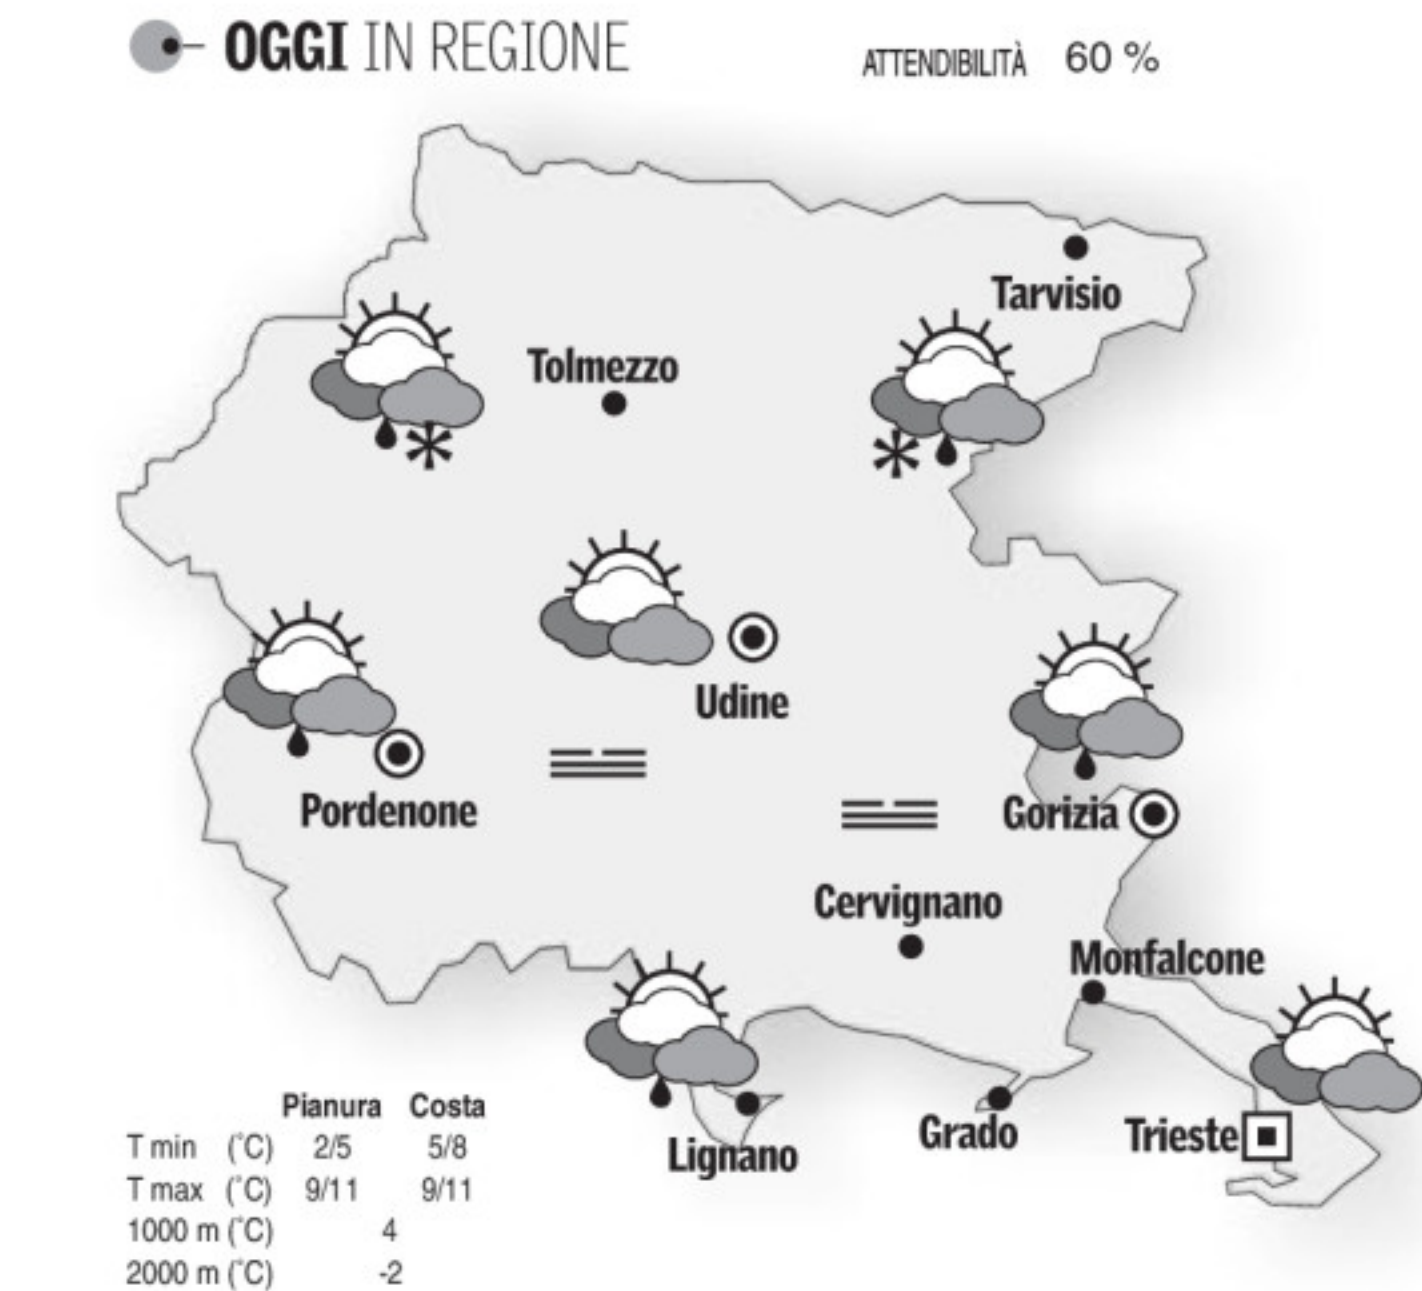 OGGI IN REGIONE
ATTENDIBILITÀ 60 %
Tarvisio
Tolmezzo
Udine
Pordenone
Gorizia
Cervignano
Monfalcone
Grado
Trieste
Lignano
Pianura Costa
T min (°C) 2/5 5/8
T max (°C) 9/11 9/11
1000 m (°C) 4
2000 m (°C) -2